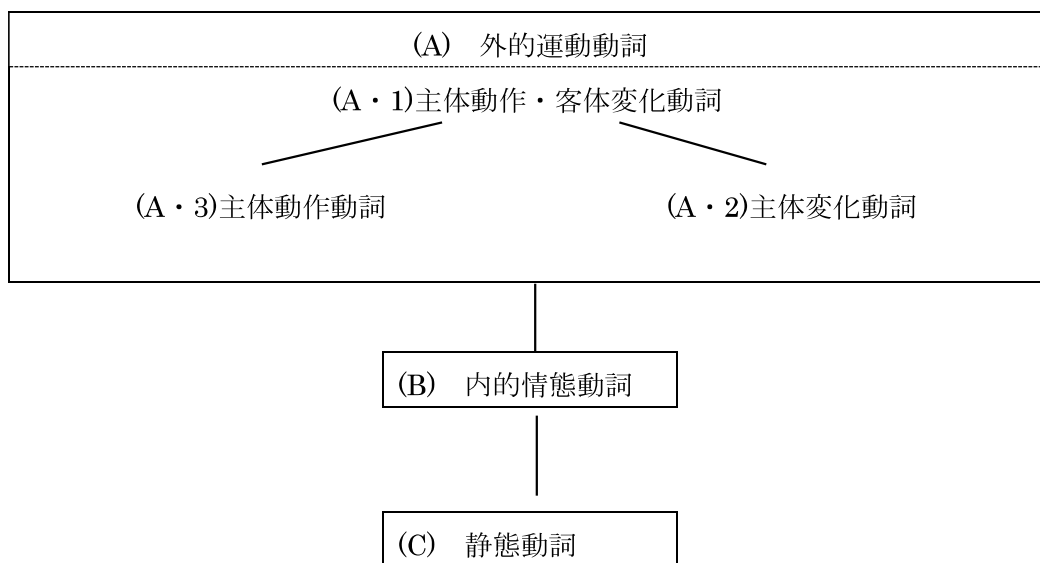 (A)　外的運動動詞
(A・1)主体動作・客体変化動詞
(A・3)主体動作動詞
(A・2)主体変化動詞
(B)　内的情態動詞
(C)　静態動詞